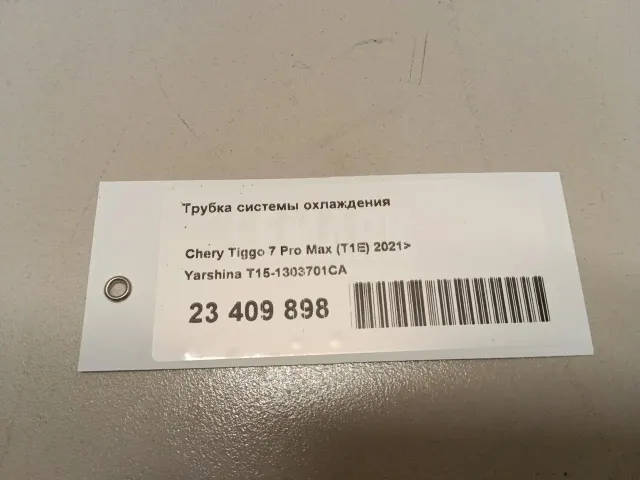 Трубка системы охлаждения
Chery Tiggo 7 Pro Max (T1E) 2021>
Yarshina T15-1303701CA
23 409 898